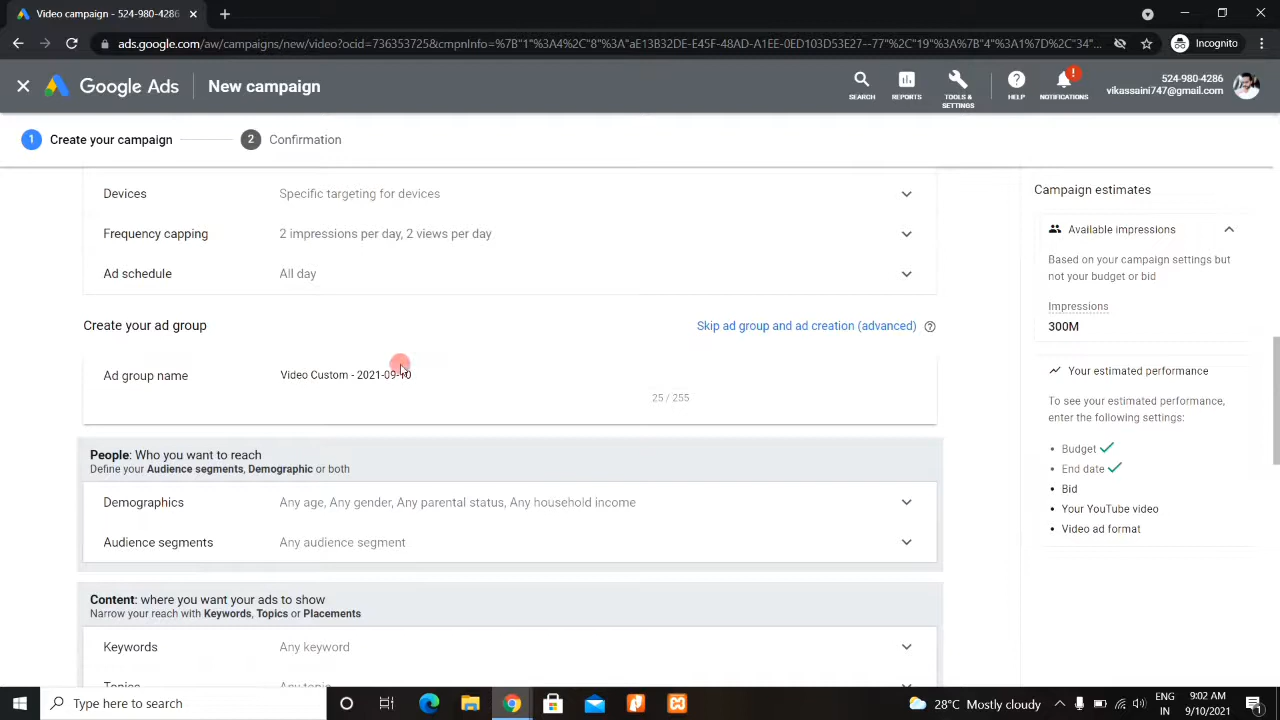 Video campaign - 524-980-4286
ads.google.com/aw/campaigns/new/video?ocid=736353725&cmpnInfo=%7B"1"%3A4%2C"8"%3A"aE13B32DE-E45F-48AD-A1EE-0ED103D53E27--77"%2C"19"%3A%7B"4"%3A1%7D%2C"34"...
Incognito
Google Ads
New campaign
SEARCH
REPORTS
TOOLS &
SETTINGS
HELP
NOTIFICATIONS
524-980-4286
vikassaini747@gmail.com
1 Create your campaign
2 Confirmation
Devices Specific targeting for devices
Frequency capping 2 impressions per day, 2 views per day
Ad schedule All day
Create your ad group Skip ad group and ad creation (advanced)
Ad group name Video Custom - 2021-09-10
25 / 255
People: Who you want to reach
Define your Audience segments, Demographic or both
Demographics Any age, Any gender, Any parental status, Any household income
Audience segments Any audience segment
Content: where you want your ads to show
Narrow your reach with Keywords, Topics or Placements
Keywords Any keyword
Topics Any topic
Campaign estimates
Available impressions
Based on your campaign settings but
not your budget or bid
Impressions
300M
Your estimated performance
To see your estimated performance,
enter the following settings:
• Budget
• End date
• Bid
• Your YouTube video
• Video ad format
Type here to search
28°C Mostly cloudy
ENG
IN
9:02 AM
9/10/2021